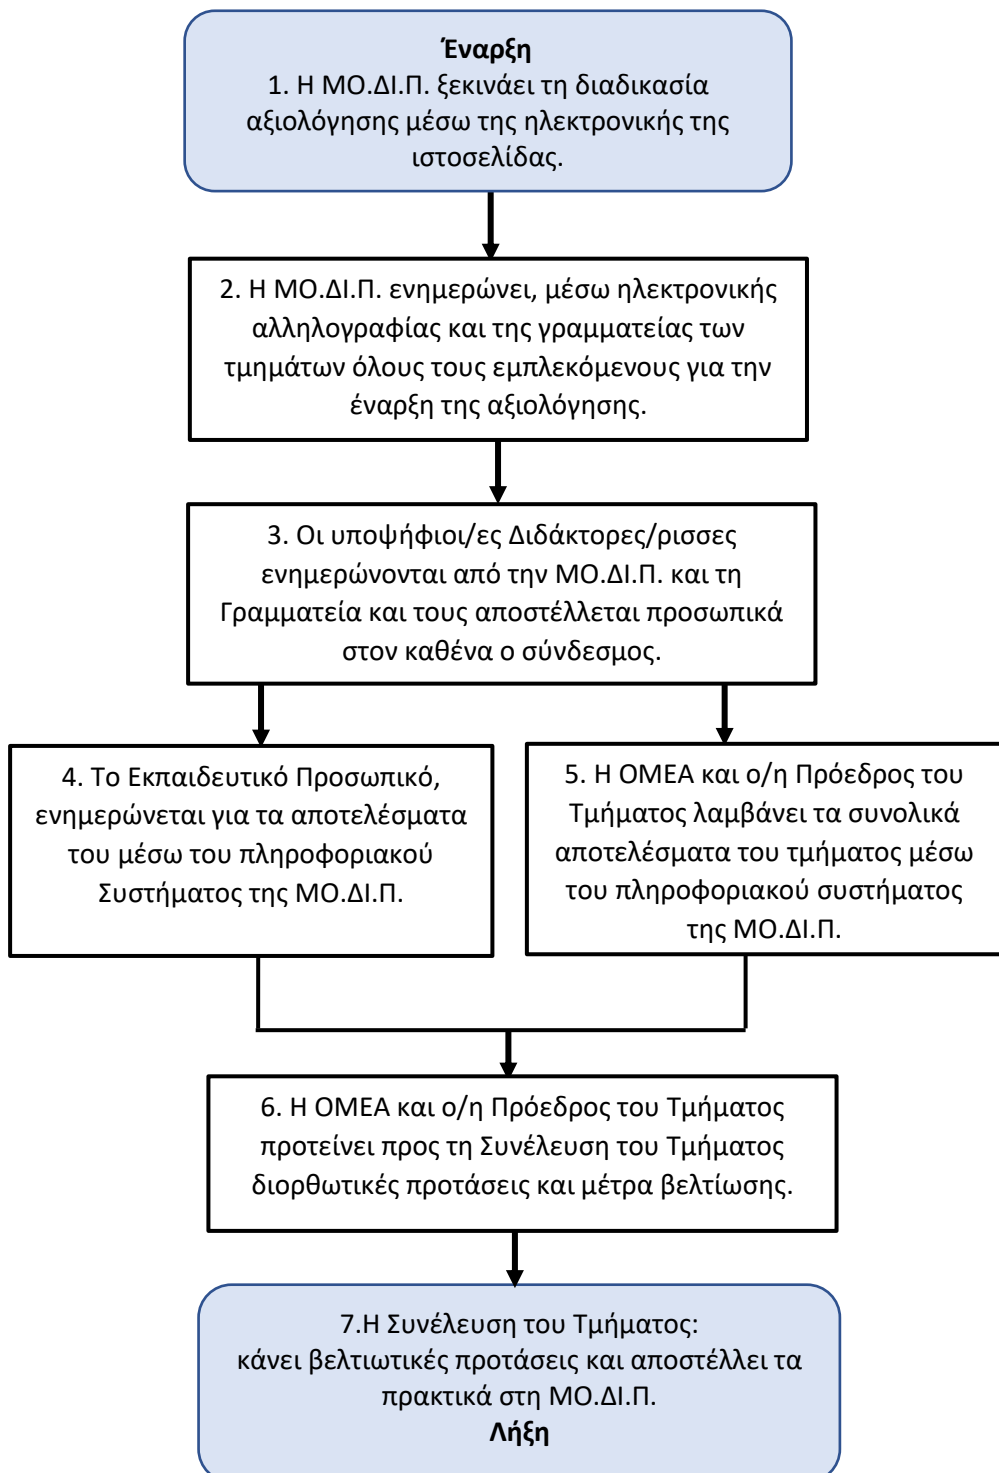 Έναρξη
1. Η ΜΟ.ΔΙ.Π. ξεκινάει τη διαδικασία
αξιολόγησης μέσω της ηλεκτρονικής της
ιστοσελίδας.
2. Η ΜΟ.ΔΙ.Π. ενημερώνει, μέσω ηλεκτρονικής
αλληλογραφίας και της γραμματείας των
τμημάτων όλους τους εμπλεκόμενους για την
έναρξη της αξιολόγησης.
3. Οι υποψήφιοι/ες Διδάκτορες/ρισσες
ενημερώνονται από την ΜΟ.ΔΙ.Π. και τη
Γραμματεία και τους αποστέλλεται προσωπικά
στον καθένα ο σύνδεσμος.
4. Το Εκπαιδευτικό Προσωπικό,
ενημερώνεται για τα αποτελέσματα
του μέσω του πληροφοριακού
Συστήματος της ΜΟ.ΔΙ.Π.
5. Η ΟΜΕΑ και ο/η Πρόεδρος του
Τμήματος λαμβάνει τα συνολικά
αποτελέσματα του τμήματος μέσω
του πληροφοριακού συστήματος
της ΜΟ.ΔΙ.Π.
6. Η ΟΜΕΑ και ο/η Πρόεδρος του Τμήματος
προτείνει προς τη Συνέλευση του Τμήματος
διορθωτικές προτάσεις και μέτρα βελτίωσης.
7.Η Συνέλευση του Τμήματος:
κάνει βελτιωτικές προτάσεις και αποστέλλει τα
πρακτικά στη ΜΟ.ΔΙ.Π.
Λήξη